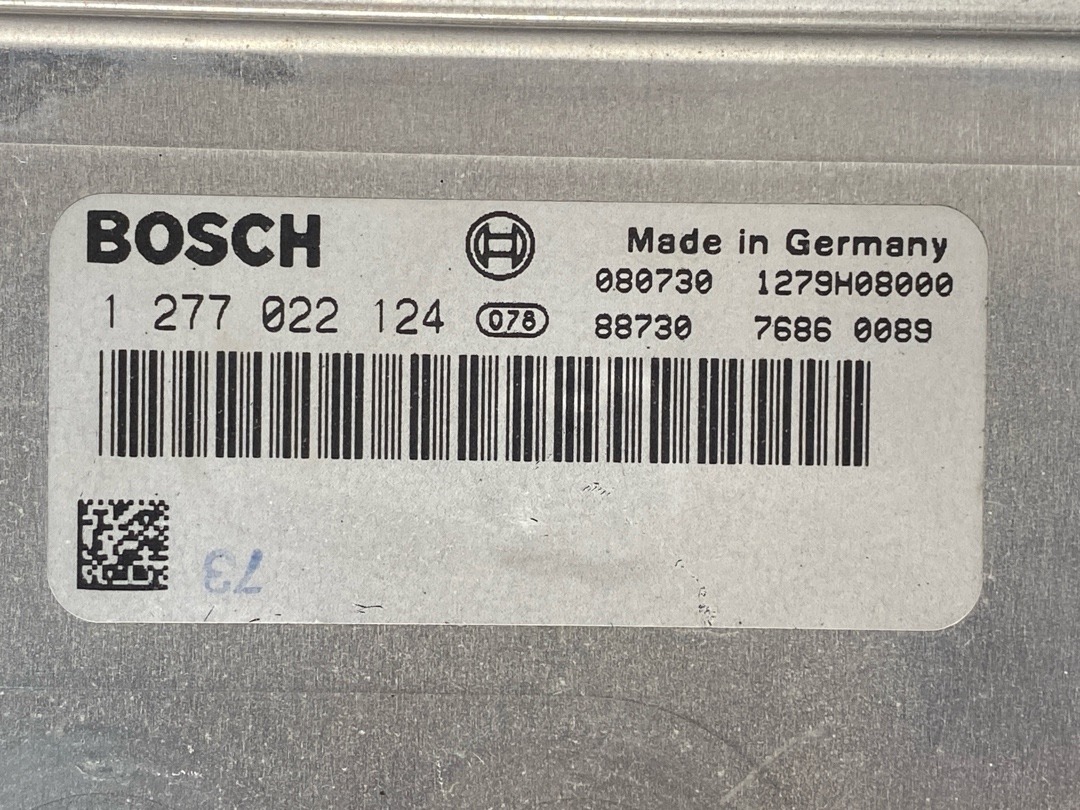 BOSCH
Made in Germany
080730 1279H08000
1 277 022 124 078
88730 7686 0089
73